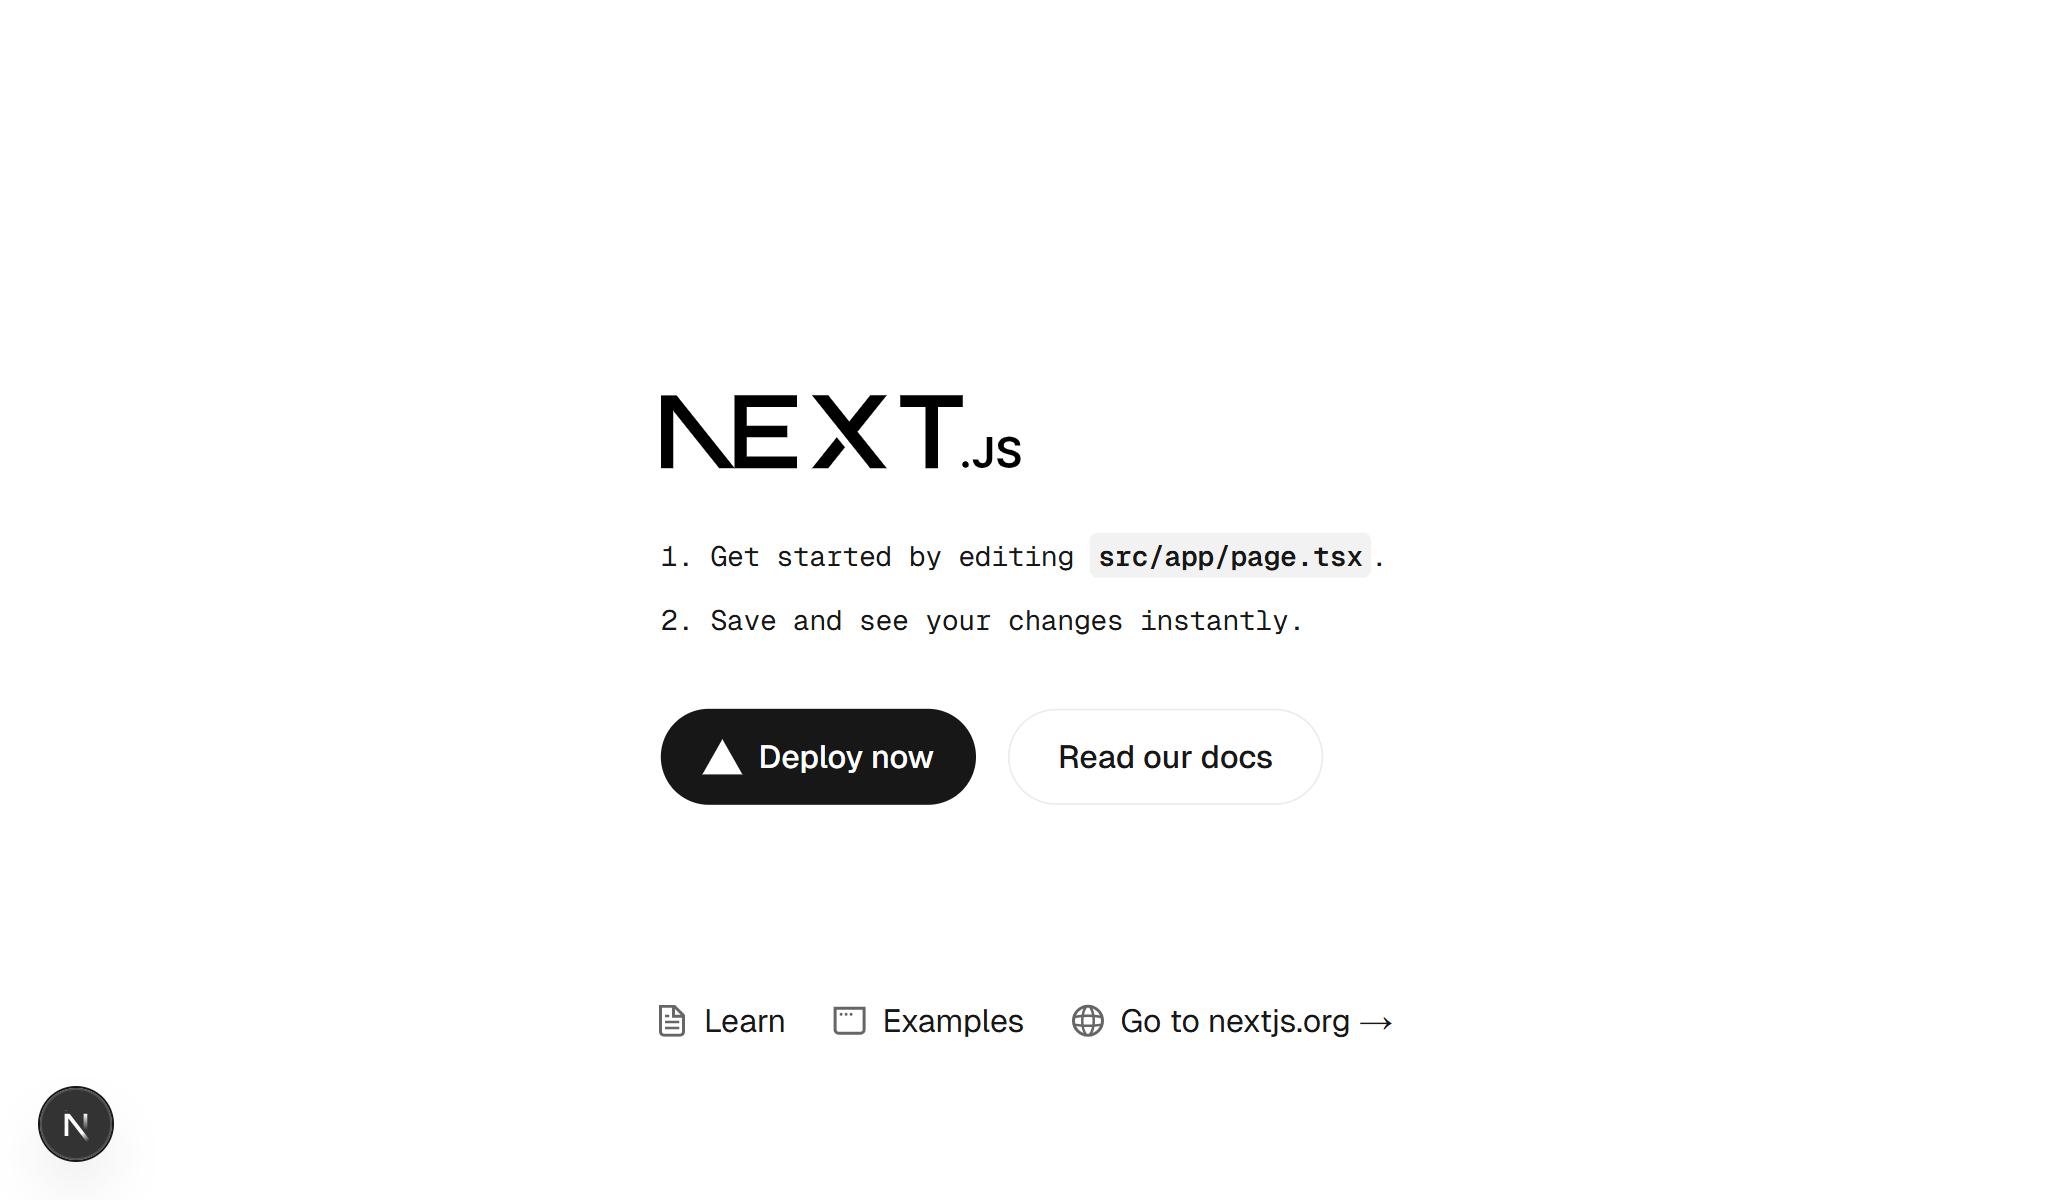 NEXT.JS
1. Get started by editing src/app/page.tsx.
2. Save and see your changes instantly.
Deploy now
Read our docs
Learn
Examples
Go to nextjs.org →
N